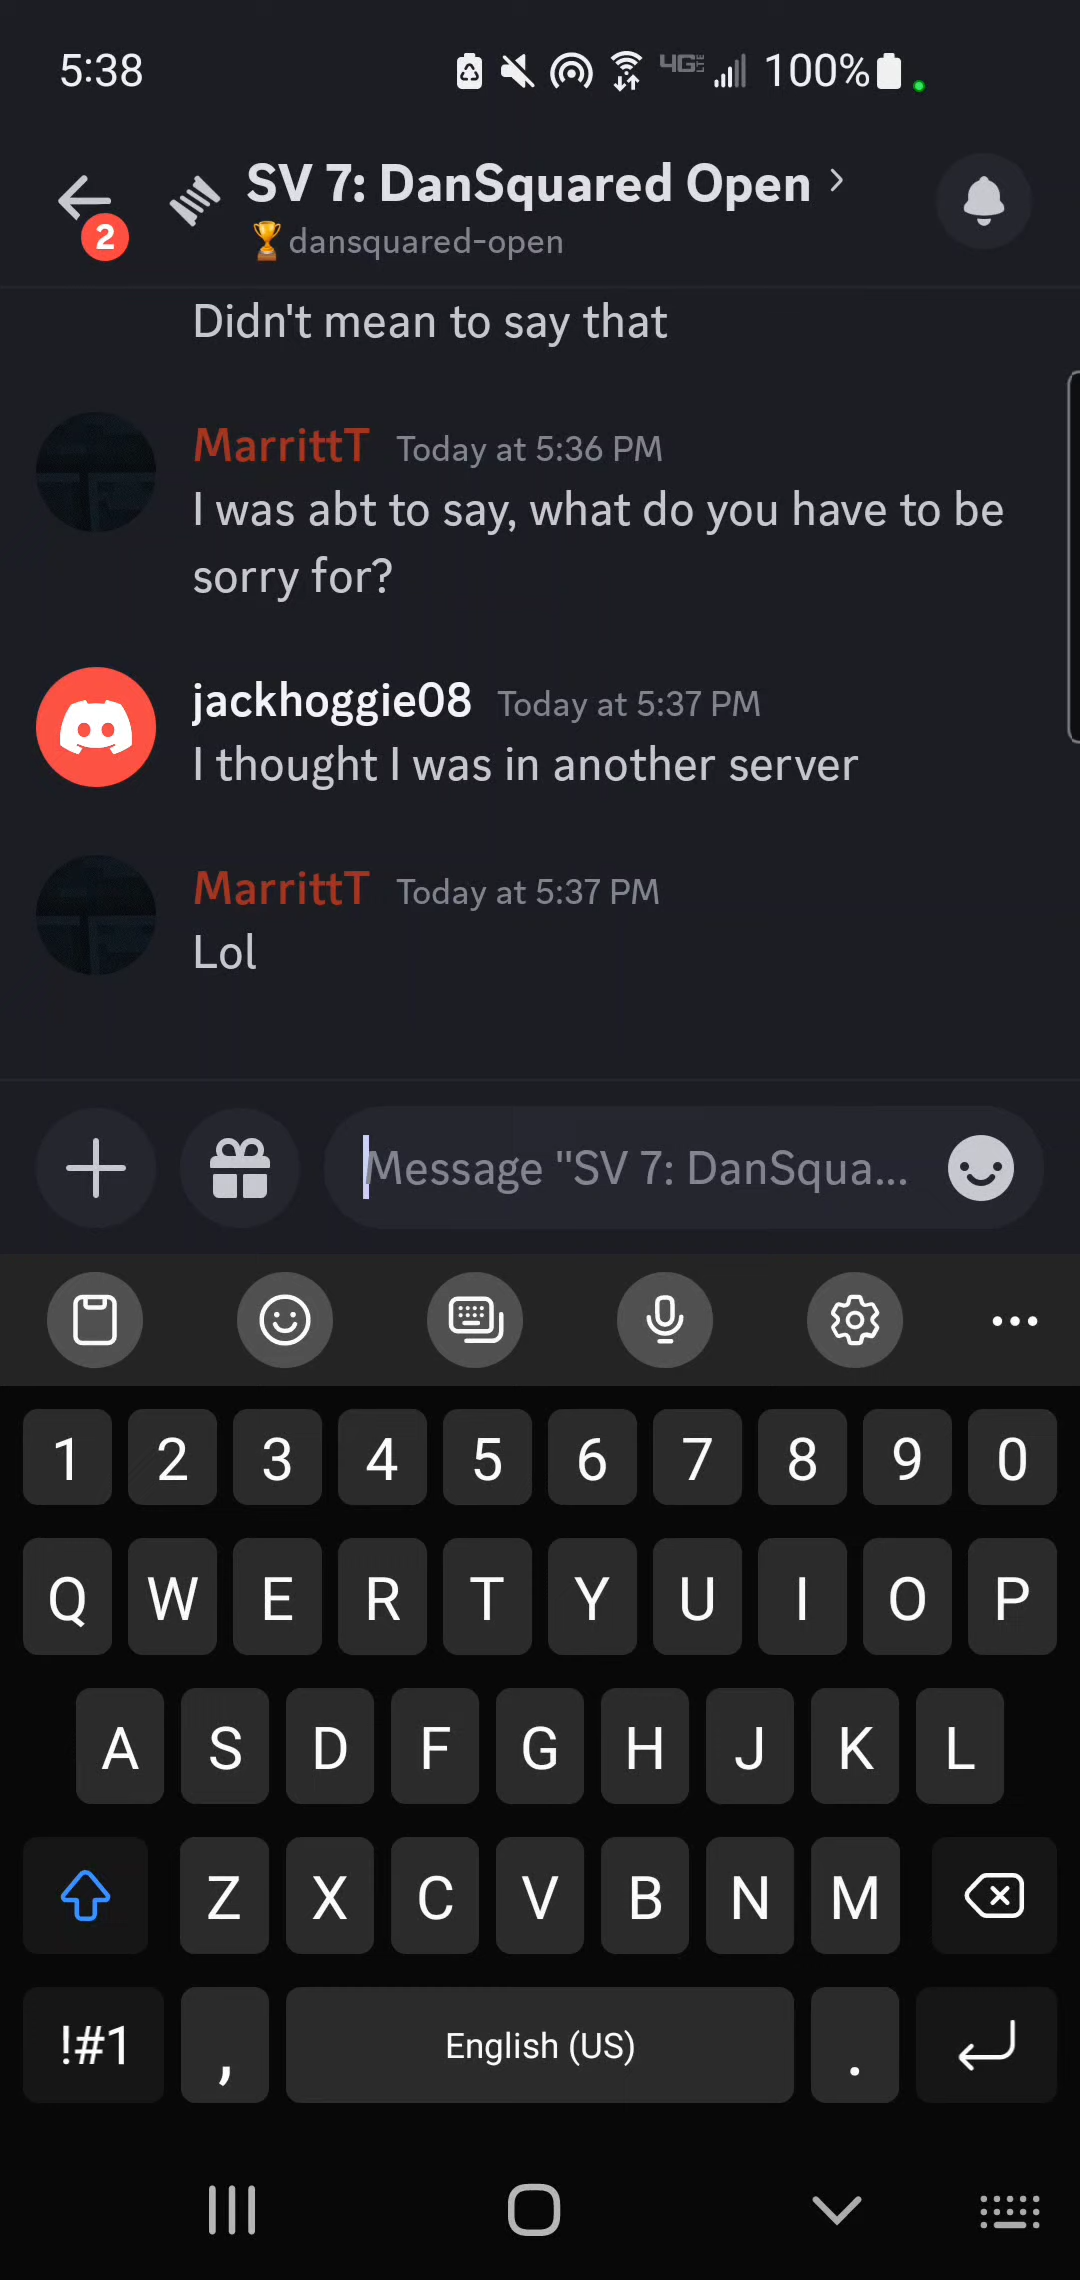 5:38
4G LTE 100%
SV 7: DanSquared Open
2
🏆dansquared-open
Didn't mean to say that
MarrittT Today at 5:36 PM
I was abt to say, what do you have to be
sorry for?
jackhoggie08 Today at 5:37 PM
I thought I was in another server
MarrittT Today at 5:37 PM
Lol
Message "SV 7: DanSqua...
1 2 3 4 5 6 7 8 9 0
Q W E R T Y U I O P
A S D F G H J K L
Z X C V B N M
!#1 , English (US) .